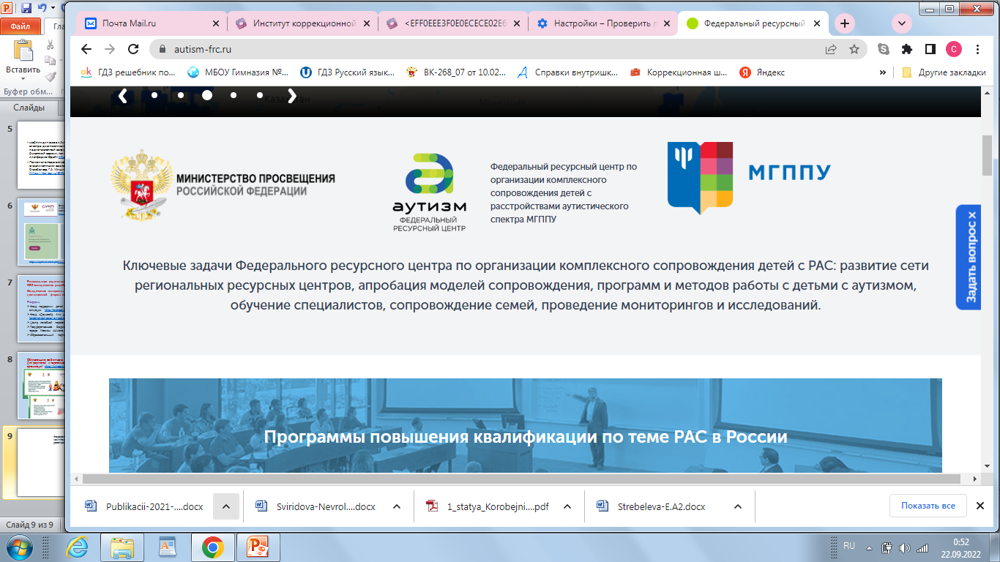 Файл
Гла
Вставить
Буфер обм...
Слайды
5
6
7
8
9
Слайд 9 из 9
Почта Mail.ru
Институт коррекционной
<EFF0EEE3F0E0ECECE02E6
Настройки – Проверить п
Федеральный ресурсный
autism-frc.ru
С
ГДЗ решебник по...
МБОУ Гимназия №...
ГДЗ Русский язык...
ВК-268_07 от 10.02...
Справки внутришк...
Коррекционная ш...
Яндекс
»
Другие закладки
Казахстан
Монголия
МИНИСТЕРСТВО ПРОСВЕЩЕНИЯ
РОССИЙСКОЙ ФЕДЕРАЦИИ
аутизм
ФЕДЕРАЛЬНЫЙ
РЕСУРСНЫЙ ЦЕНТР
Федеральный ресурсный центр по
организации комплексного
сопровождения детей с
расстройствами аутистического
спектра МГППУ
МГППУ
Задать вопрос x
Ключевые задачи Федерального ресурсного центра по организации комплексного сопровождения детей с РАС: развитие сети
региональных ресурсных центров, апробация моделей сопровождения, программ и методов работы с детьми с аутизмом,
обучение специалистов, сопровождение семей, проведение мониторингов и исследований.
Программы повышения квалификации по теме РАС в России
Publikacii-2021-....docx
Sviridova-Nevrol....docx
1_statya_Korobejni....pdf
Strebeleva-E.A2.docx
Показать все
RU
0:52
22.09.2022